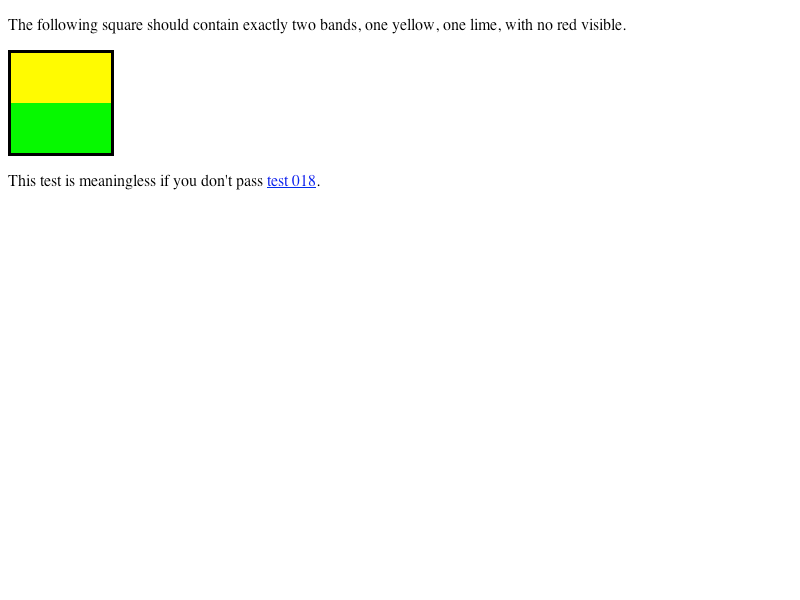 The following square should contain exactly two bands, one yellow, one lime, with no red visible.
This test is meaningless if you don't pass test 018.